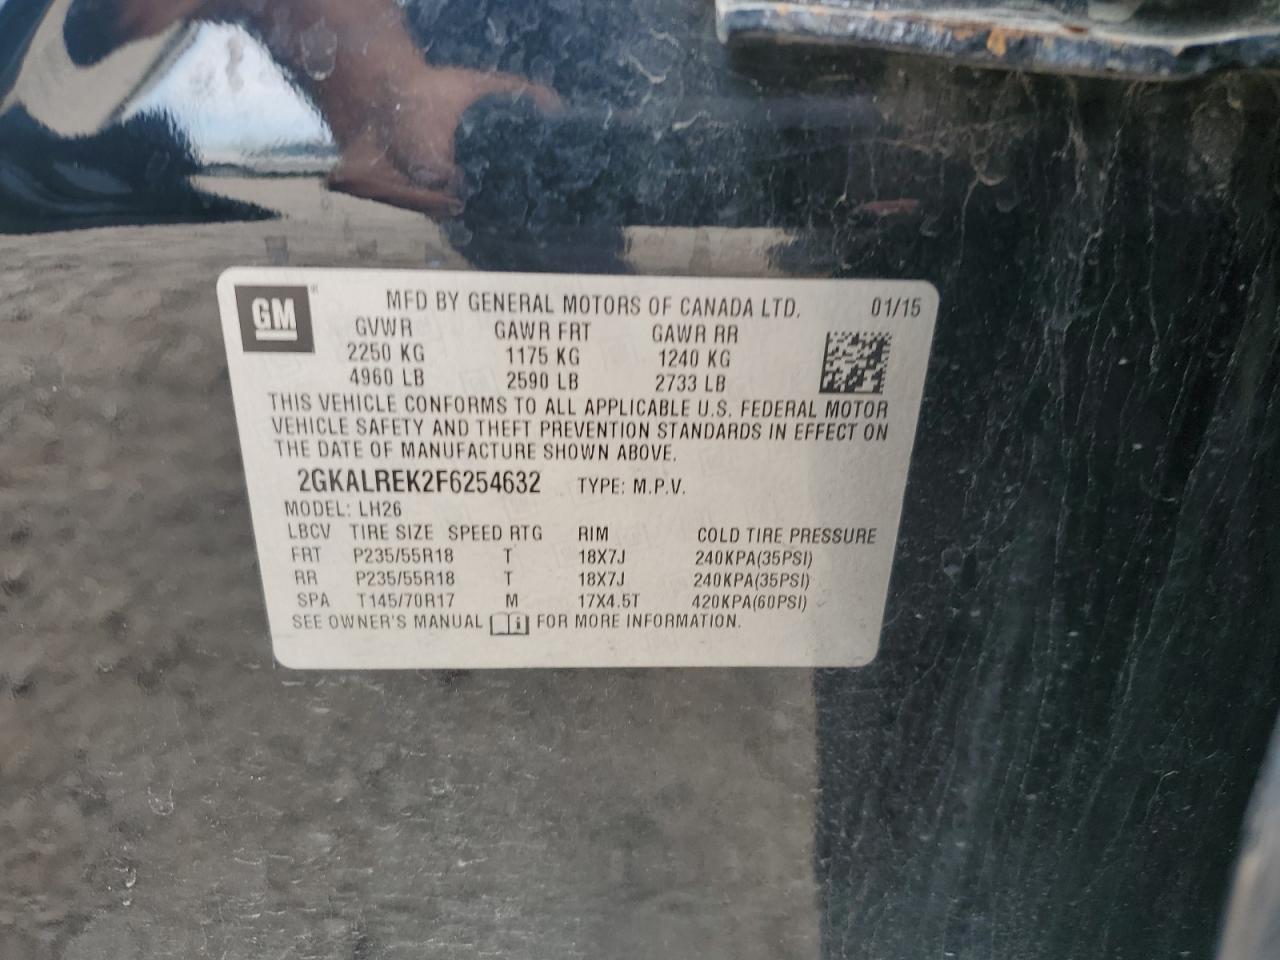 GM
MFD BY GENERAL MOTORS OF CANADA LTD. 01/15
GVWR GAWR FRT GAWR RR
2250 KG 1175 KG 1240 KG
4960 LB 2590 LB 2733 LB
THIS VEHICLE CONFORMS TO ALL APPLICABLE U.S. FEDERAL MOTOR
VEHICLE SAFETY AND THEFT PREVENTION STANDARDS IN EFFECT ON
THE DATE OF MANUFACTURE SHOWN ABOVE.
2GKALREK2F6254632 TYPE: M.P.V.
MODEL: LH26
LBCV TIRE SIZE SPEED RTG RIM COLD TIRE PRESSURE
FRT P235/55R18 T 18X7J 240KPA(35PSI)
RR P235/55R18 T 18X7J 240KPA(35PSI)
SPA T145/70R17 M 17X4.5T 420KPA(60PSI)
SEE OWNER'S MANUAL FOR MORE INFORMATION.